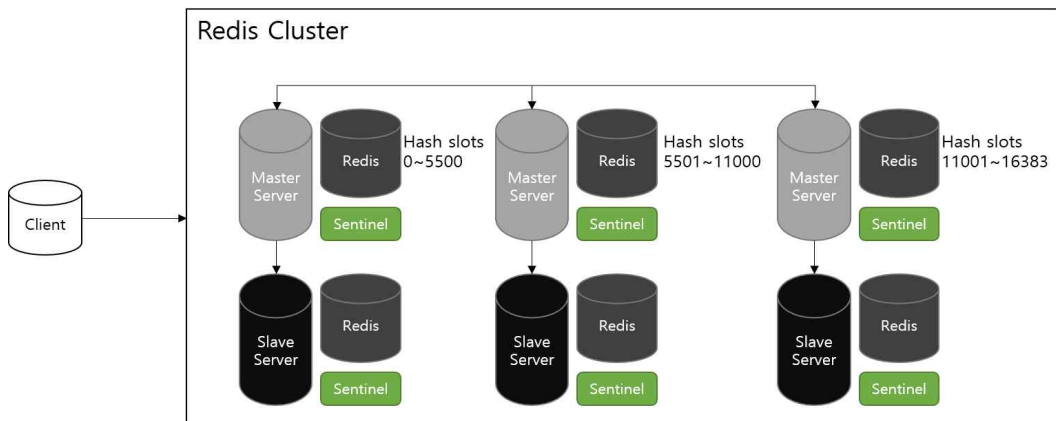 Redis Cluster
Client
Master
Server
Redis
Hash slots
0~5500
Sentinel
Master
Server
Redis
Hash slots
5501~11000
Sentinel
Master
Server
Redis
Hash slots
11001~16383
Sentinel
Slave
Server
Redis
Sentinel
Slave
Server
Redis
Sentinel
Slave
Server
Redis
Sentinel